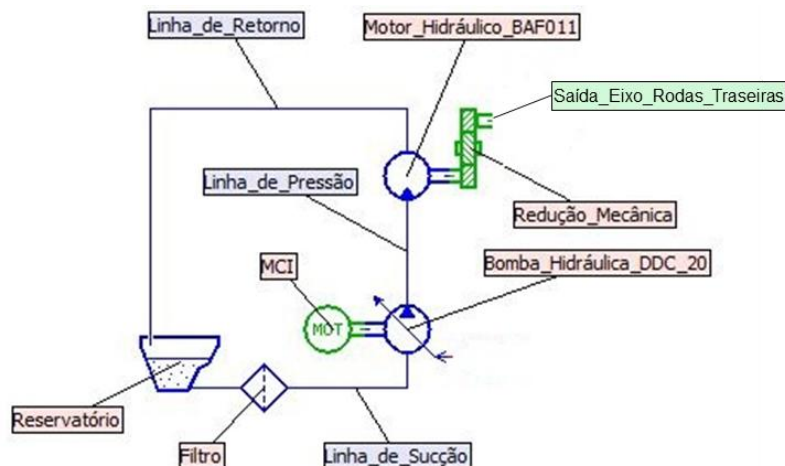 Linha_de_Retorno
Motor_Hidráulico_BAF011
Saída_Eixo_Rodas_Traseiras
Linha_de_Pressão
Redução_Mecânica
MCI
Bomba_Hidráulica_DDC_20
MOT
Reservatório
Filtro
Linha_de_Sucção